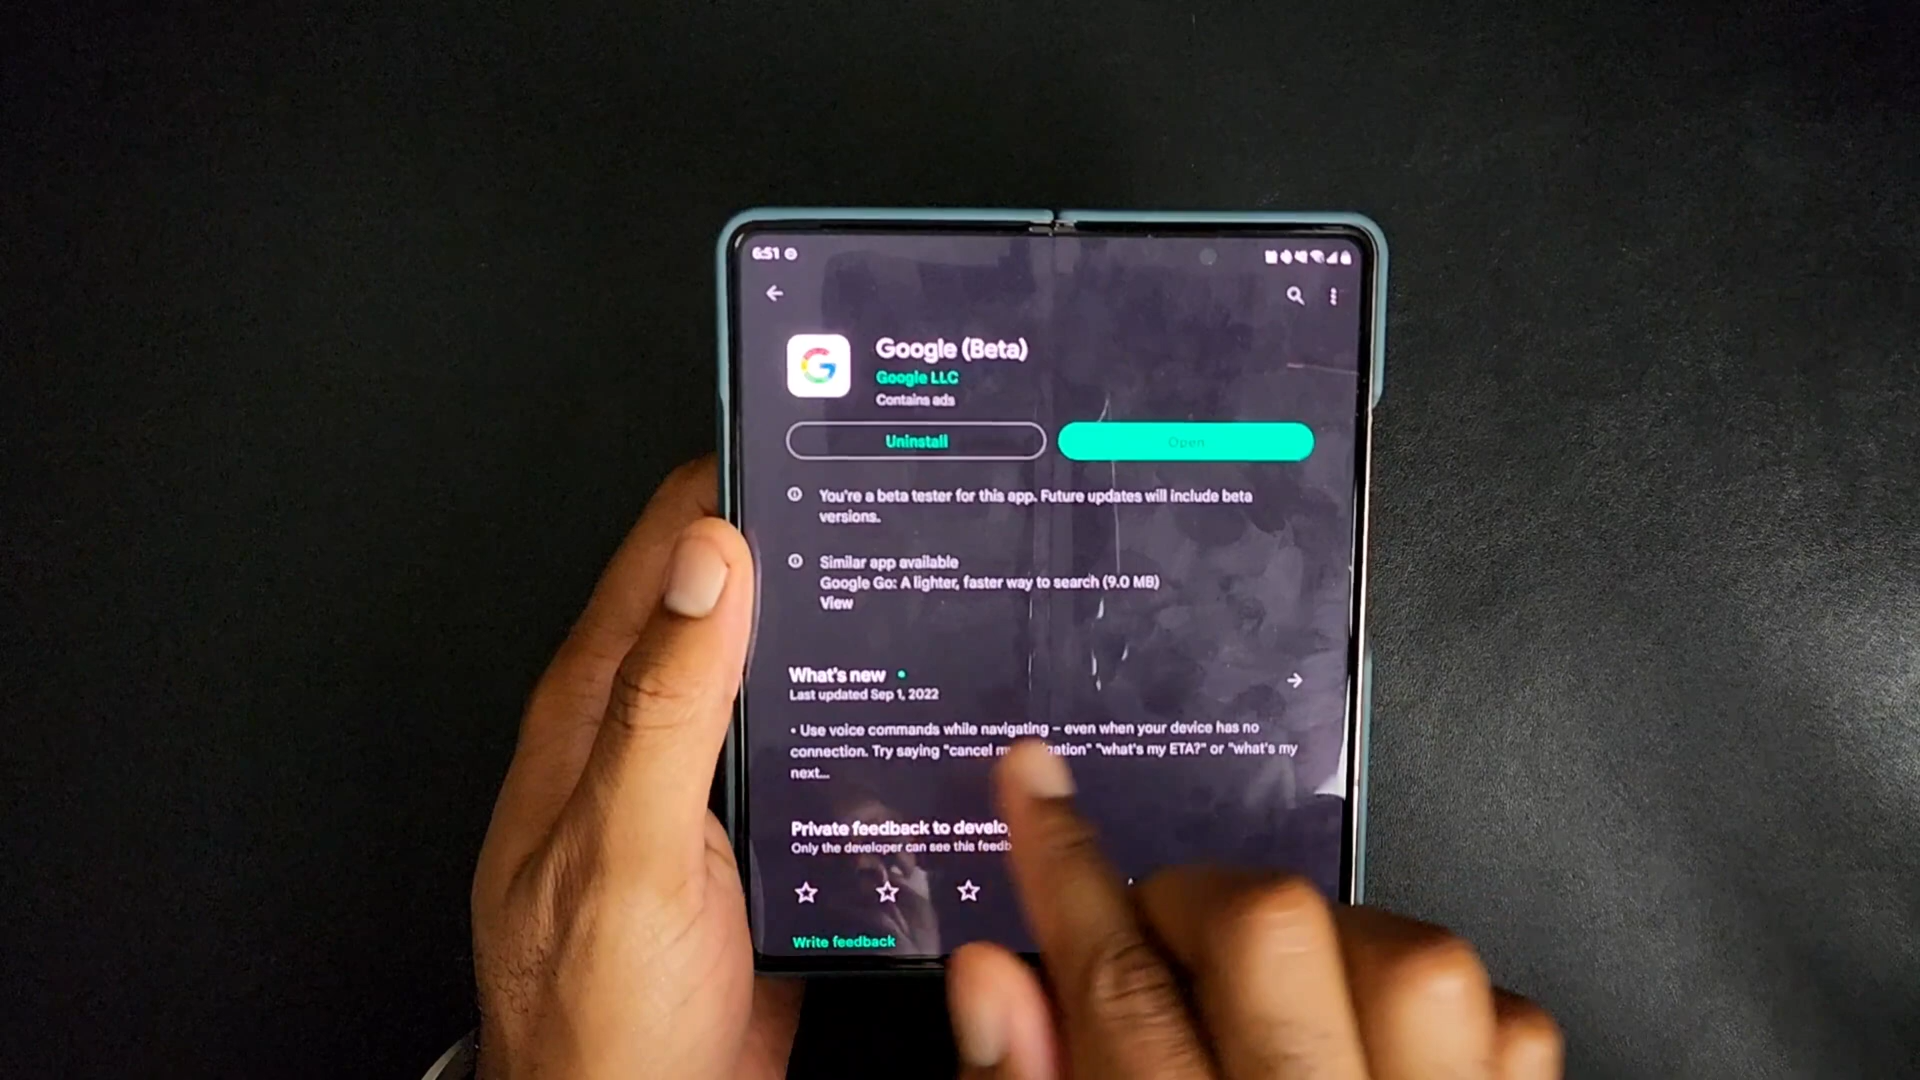 6:51
Google (Beta)
Google LLC
Contains ads
Uninstall
Open
You're a beta tester for this app. Future updates will include beta
versions.
Similar app available
Google Go: A lighter, faster way to search (9.0 MB)
View
What's new
Last updated Sep 1, 2022
• Use voice commands while navigating – even when your device has no
connection. Try saying "cancel "what's my ETA?" or "what's my
next...
Private feedback to
Only the developer can see this
Write feedback